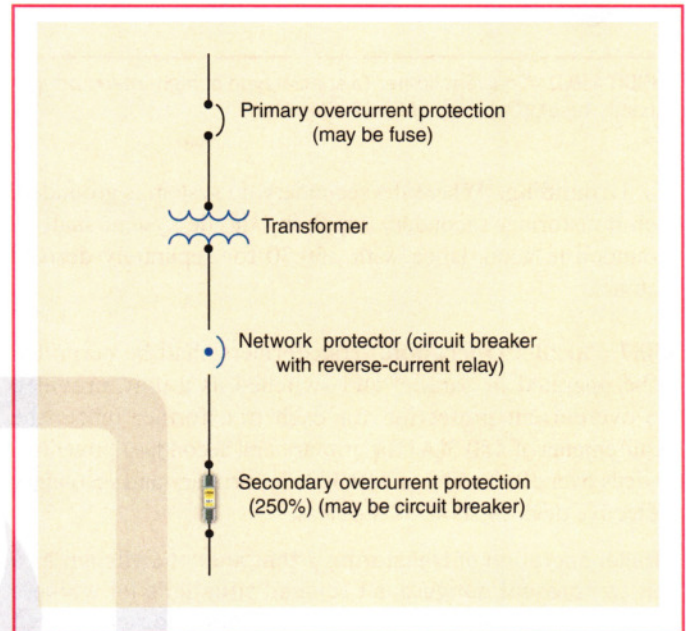 Primary overcurrent protection
(may be fuse)
Transformer
Network protector (circuit breaker
with reverse-current relay)
Secondary overcurrent protection
(250%) (may be circuit breaker)